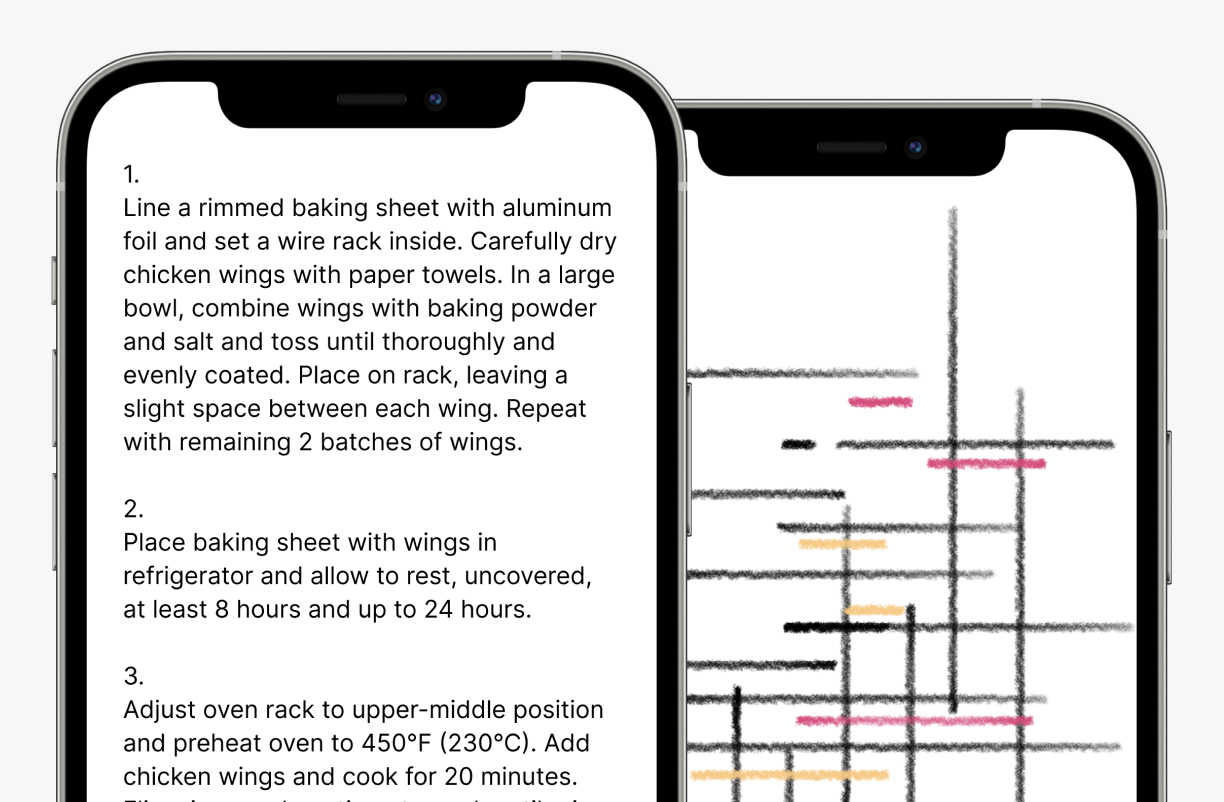 1.
Line a rimmed baking sheet with aluminum
foil and set a wire rack inside. Carefully dry
chicken wings with paper towels. In a large
bowl, combine wings with baking powder
and salt and toss until thoroughly and
evenly coated. Place on rack, leaving a
slight space between each wing. Repeat
with remaining 2 batches of wings.
2.
Place baking sheet with wings in
refrigerator and allow to rest, uncovered,
at least 8 hours and up to 24 hours.
3.
Adjust oven rack to upper-middle position
and preheat oven to 450°F (230°C). Add
chicken wings and cook for 20 minutes.